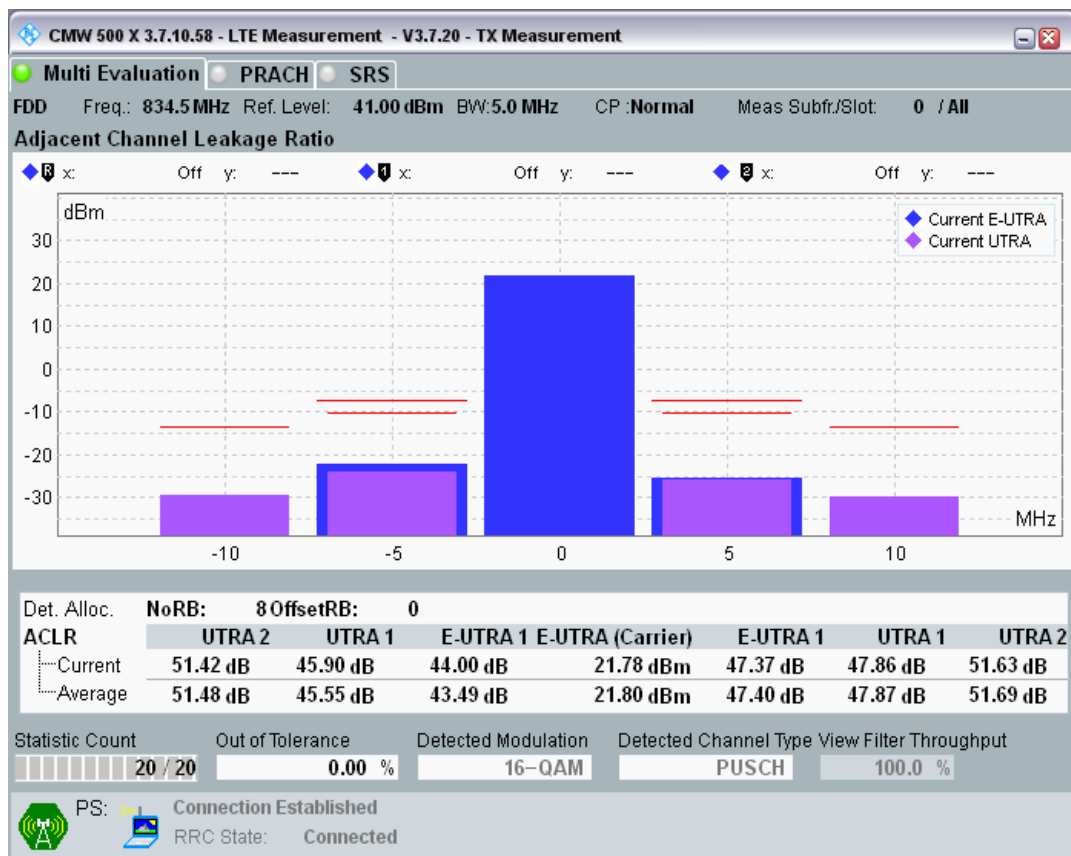 CMW 500 X 3.7.10.58 - LTE Measurement - V3.7.20 - TX Measurement
Multi Evaluation PRACH SRS
FDD Freq.: 834.5 MHz Ref. Level: 41.00 dBm BW:5.0 MHz CP :Normal Meas Subfr./Slot: 0 / All
Adjacent Channel Leakage Ratio
R x: Off y: --- 1 x: Off y: --- 2 x: Off y: ---
dBm
Current E-UTRA
Current UTRA
30
20
10
0
-10
-20
-30
MHz
-10 -5 0 5 10
Det. Alloc. NoRB: 8 OffsetRB: 0
ACLR UTRA 2 UTRA 1 E-UTRA 1 E-UTRA (Carrier) E-UTRA 1 UTRA 1 UTRA 2
Current 51.42 dB 45.90 dB 44.00 dB 21.78 dBm 47.37 dB 47.86 dB 51.63 dB
Average 51.48 dB 45.55 dB 43.49 dB 21.80 dBm 47.40 dB 47.87 dB 51.69 dB
Statistic Count Out of Tolerance Detected Modulation Detected Channel Type View Filter Throughput
20 / 20 0.00 % 16-QAM PUSCH 100.0 %
PS: Connection Established
RRC State: Connected